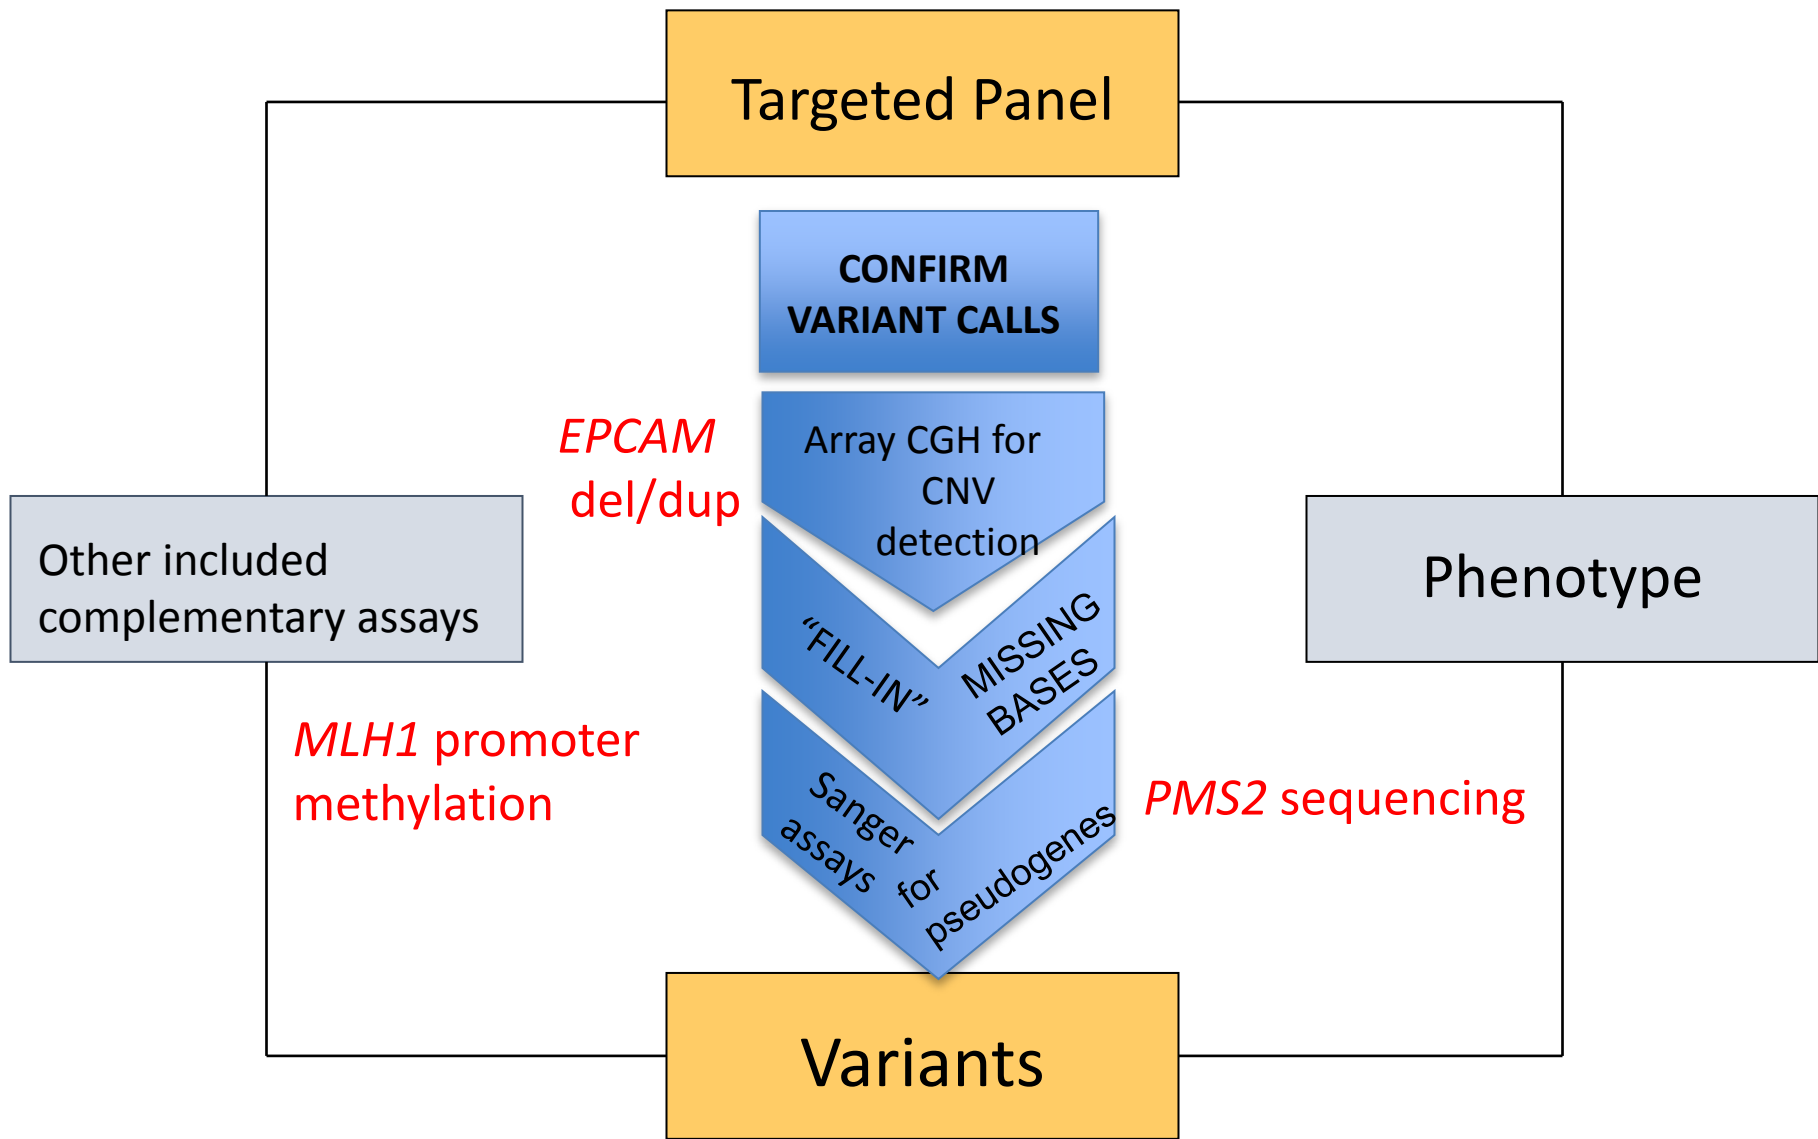 Targeted Panel
CONFIRM
VARIANT CALLS
EPCAM
del/dup
Array CGH for
CNV
detection
Other included
complementary assays
Phenotype
“FILL-IN”
MISSING
BASES
MLH1 promoter
methylation
Sanger
assays
for
pseudogenes
PMS2 sequencing
Variants